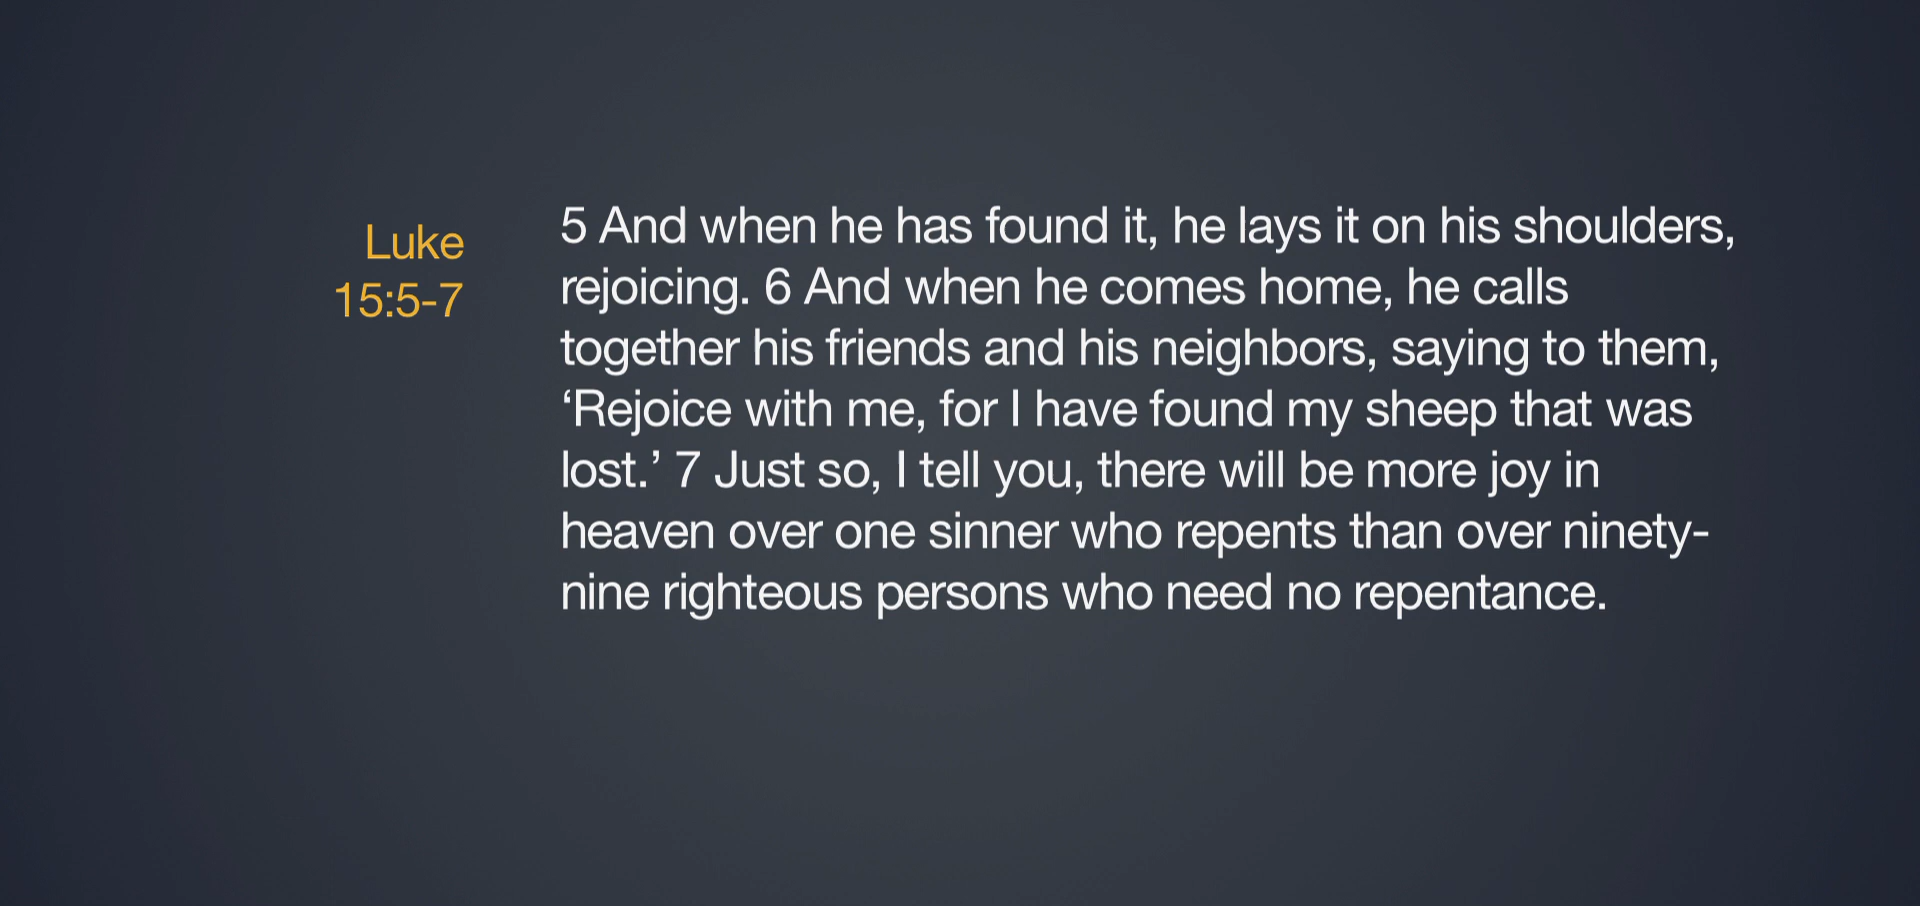 Luke
15:5-7
5 And when he has found it, he lays it on his shoulders,
rejoicing. 6 And when he comes home, he calls
together his friends and his neighbors, saying to them,
‘Rejoice with me, for I have found my sheep that was
lost.’ 7 Just so, I tell you, there will be more joy in
heaven over one sinner who repents than over ninety-
nine righteous persons who need no repentance.